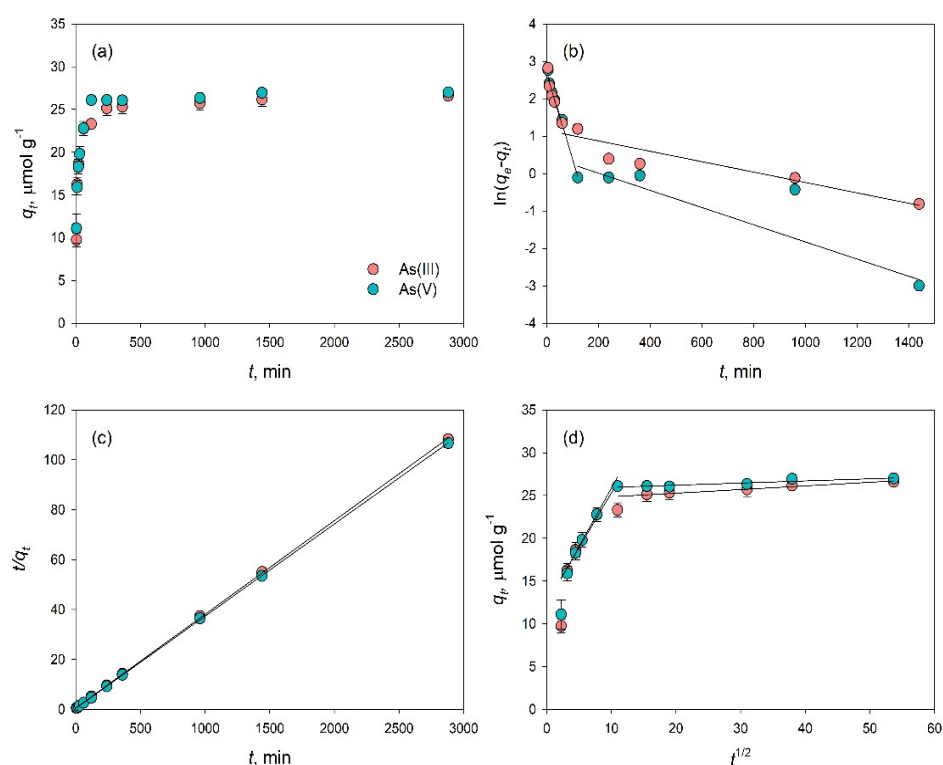 (a)
35
30
25
20
15
10
5
0
qt, μmol g-1
As(III)
As(V)
0 500 1000 1500 2000 2500 3000
t, min
(b)
4
3
2
1
0
-1
-2
-3
-4
ln(qe-qt)
0 200 400 600 800 1000 1200 1400
t, min
(c)
120
100
80
60
40
20
0
t/qt
0 500 1000 1500 2000 2500 3000
t, min
(d)
35
30
25
20
15
10
5
0
qt, μmol g-1
0 10 20 30 40 50 60
t1/2